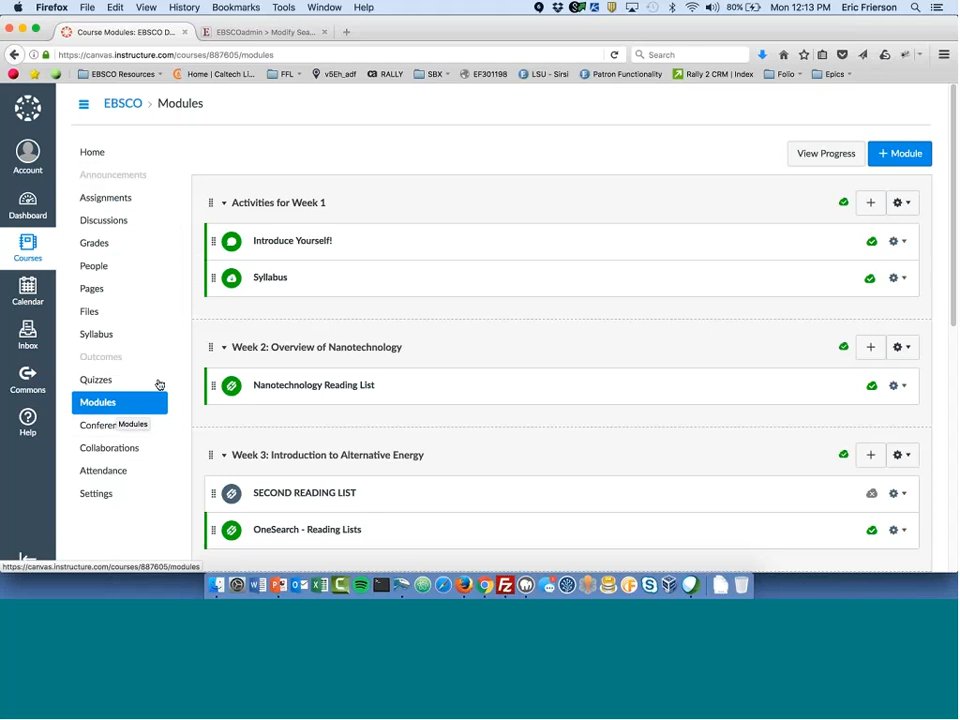 Firefox File Edit View History Bookmarks Tools Window Help 80% Mon 12:13 PM Eric Frierson
Course Modules: EBSCO D... EBSCOadmin > Modify Sea...
https://canvas.instructure.com/courses/887605/modules Search
EBSCO Resources Home | Caltech Li... FFL v5Eh_adf RALLY SBX EF301198 LSU - Sirsi Patron Functionality Rally 2 CRM | Index Folio Epics
EBSCO > Modules
View Progress + Module
Account
Dashboard
Courses
Calendar
Inbox
Commons
Help
Home
Announcements
Assignments
Discussions
Grades
People
Pages
Files
Syllabus
Outcomes
Quizzes
Modules
Conferen
Modules
Collaborations
Attendance
Settings
Activities for Week 1
Introduce Yourself!
Syllabus
Week 2: Overview of Nanotechnology
Nanotechnology Reading List
Week 3: Introduction to Alternative Energy
SECOND READING LIST
OneSearch - Reading Lists
https://canvas.instructure.com/courses/887605/modules